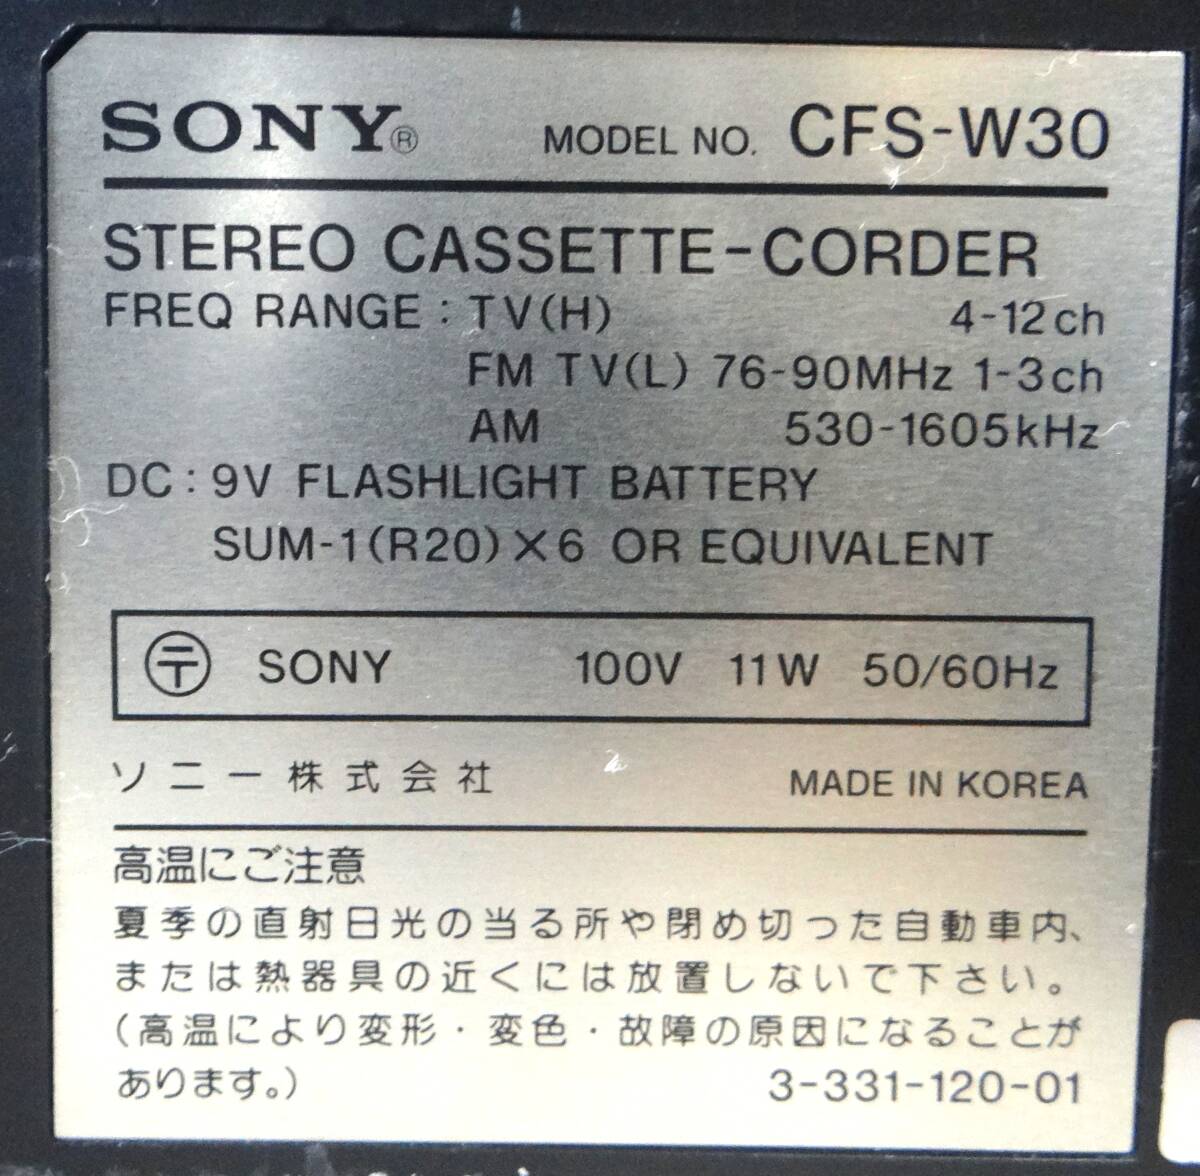 SONY® MODEL NO. CFS-W30
STEREO CASSETTE-CORDER
FREQ RANGE : TV(H) 4-12ch
FM TV(L) 76-90MHz 1-3ch
AM 530-1605kHz
DC : 9V FLASHLIGHT BATTERY
SUM-1(R20)×6 OR EQUIVALENT
〒 SONY 100V 11W 50/60Hz
ソニー株式会社 MADE IN KOREA
高温にご注意
夏季の直射日光の当る所や閉め切った自動車内、
または熱器具の近くには放置しないで下さい。
(高温により変形・変色・故障の原因になることが
あります。) 3-331-120-01